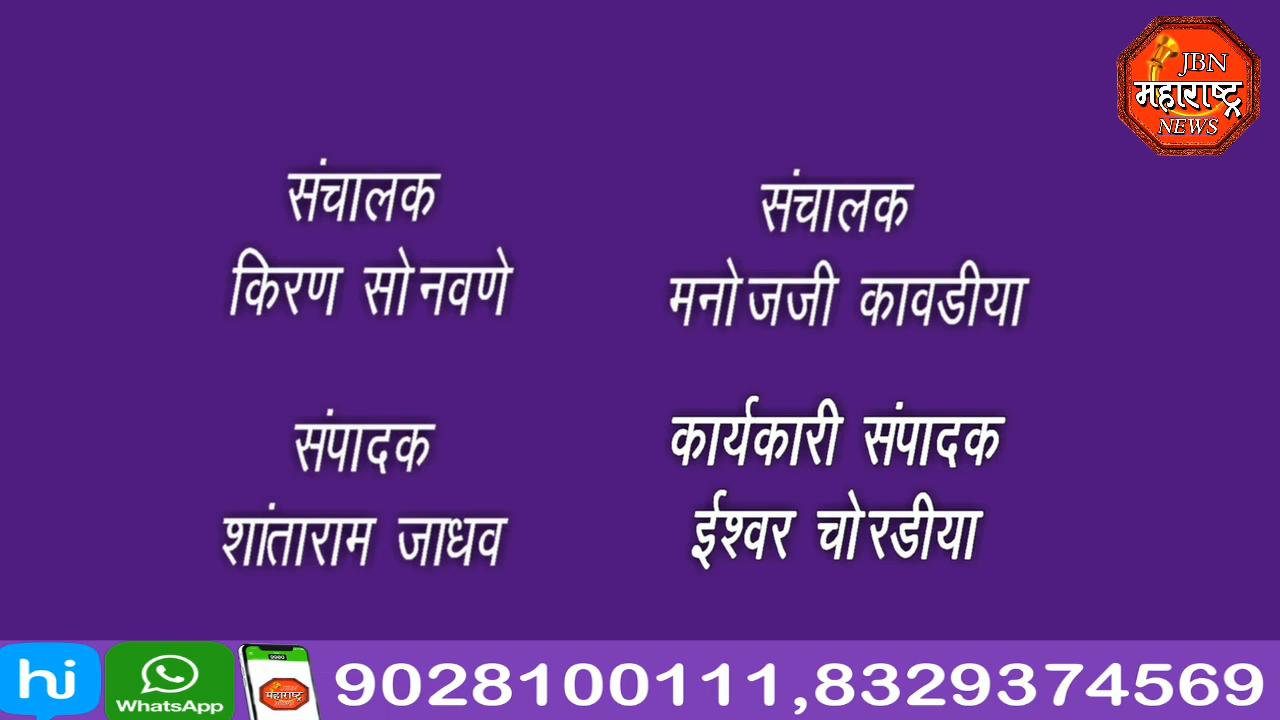 JBN
महाराष्ट्र
NEWS
संचालक
किरण सोनवणे
संचालक
मनोजजी कावडीया
संपादक
शांताराम जाधव
कार्यकारी संपादक
ईश्वर चोरडीया
hi
WhatsApp
महाराष्ट्र
9028100111,8329374569